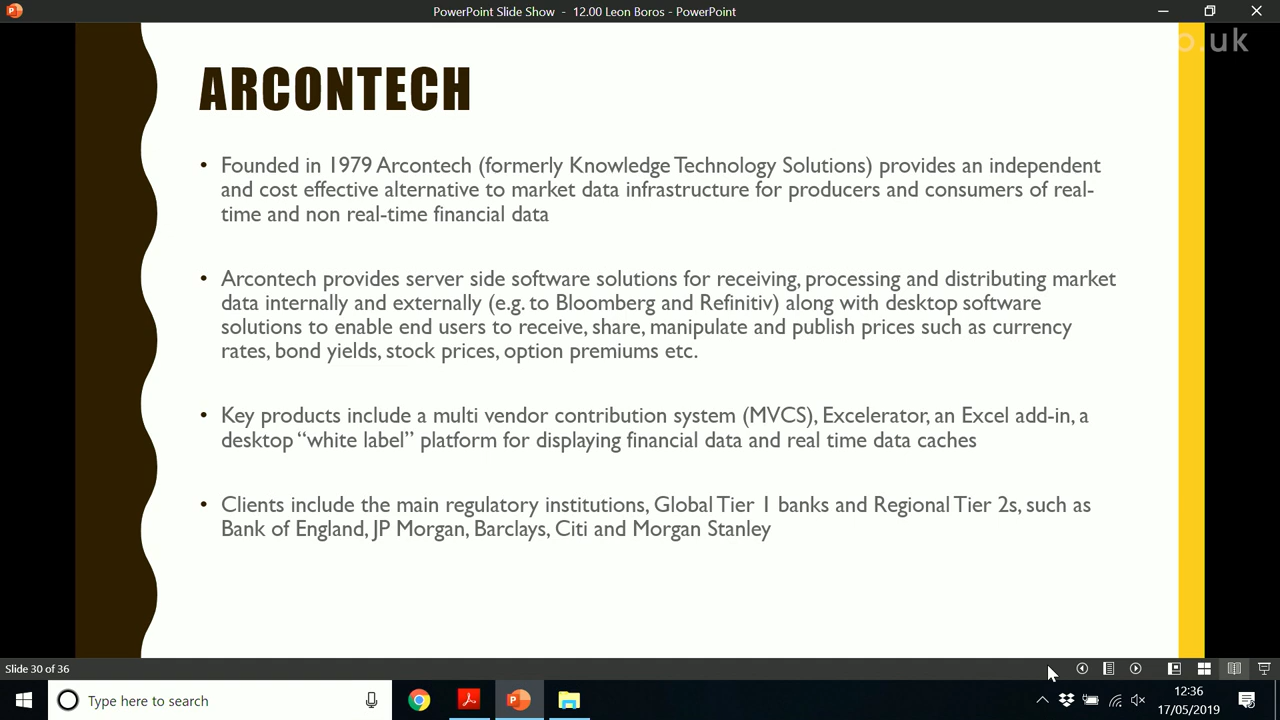 PowerPoint Slide Show - 12.00 Leon Boros - PowerPoint
o.uk
ARCONTECH
• Founded in 1979 Arcontech (formerly Knowledge Technology Solutions) provides an independent
and cost effective alternative to market data infrastructure for producers and consumers of real-
time and non real-time financial data
• Arcontech provides server side software solutions for receiving, processing and distributing market
data internally and externally (e.g. to Bloomberg and Refinitiv) along with desktop software
solutions to enable end users to receive, share, manipulate and publish prices such as currency
rates, bond yields, stock prices, option premiums etc.
• Key products include a multi vendor contribution system (MVCS), Excelerator, an Excel add-in, a
desktop “white label” platform for displaying financial data and real time data caches
• Clients include the main regulatory institutions, Global Tier 1 banks and Regional Tier 2s, such as
Bank of England, JP Morgan, Barclays, Citi and Morgan Stanley
Slide 30 of 36
Type here to search
12:36
17/05/2019